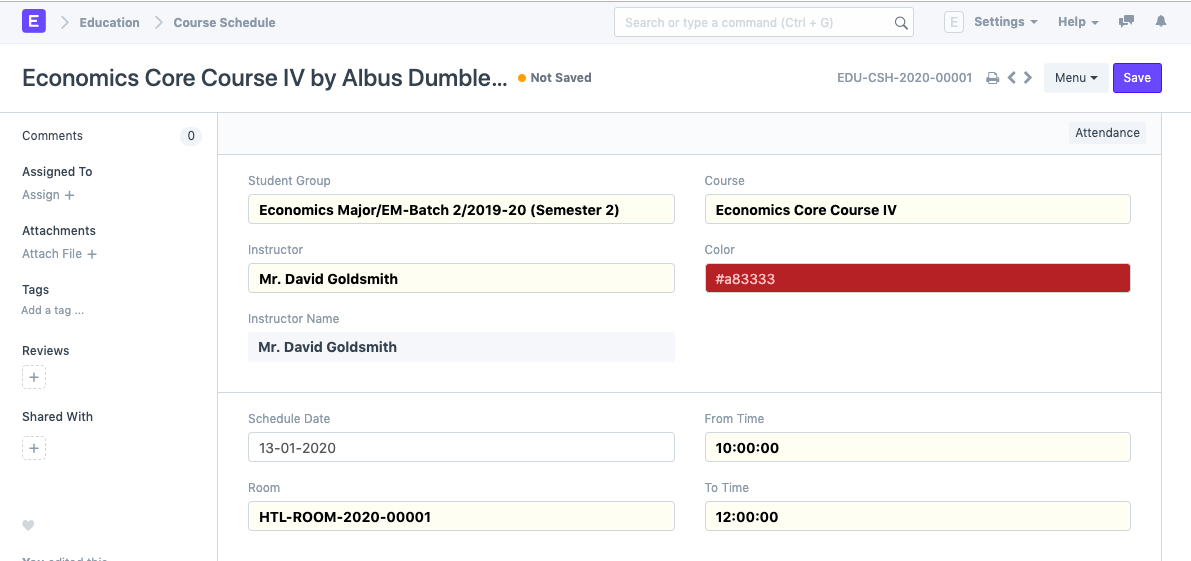 E Education Course Schedule Search or type a command (Ctrl + G) E Settings Help
Economics Core Course IV by Albus Dumble... Not Saved EDU-CSH-2020-00001 Menu Save
Comments 0
Attendance
Assigned To
Assign +
Attachments
Attach File +
Tags
Add a tag ...
Reviews
+
Shared With
+
You edited this
Student Group
Economics Major/EM-Batch 2/2019-20 (Semester 2)
Course
Economics Core Course IV
Instructor
Mr. David Goldsmith
Color
#a83333
Instructor Name
Mr. David Goldsmith
Schedule Date
13-01-2020
From Time
10:00:00
Room
HTL-ROOM-2020-00001
To Time
12:00:00